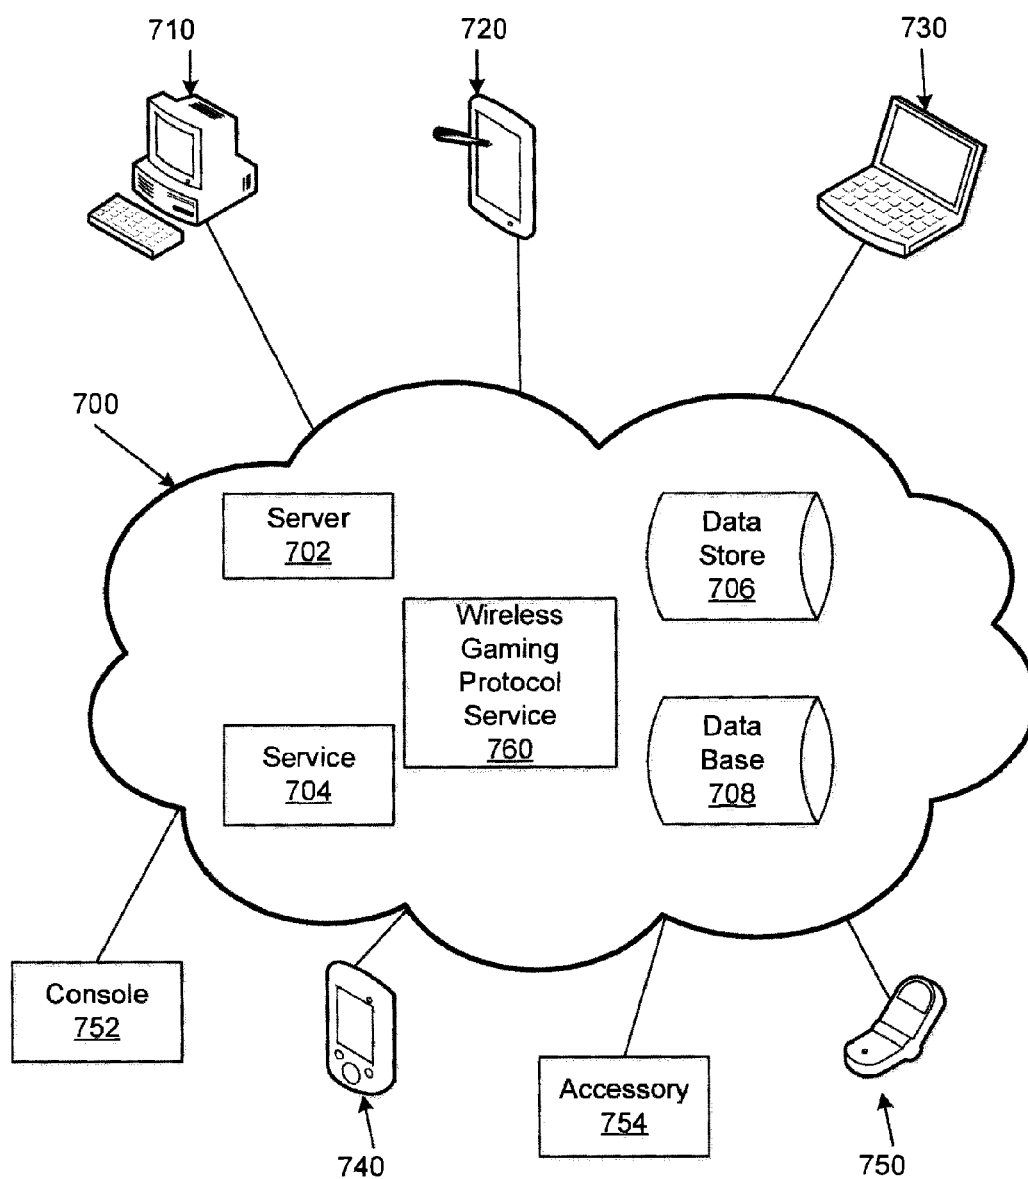 710
720
730
700
Server
702
Data
Store
706
Wireless
Gaming
Protocol
Service
760
Service
704
Data
Base
708
Console
752
Accessory
754
740
750